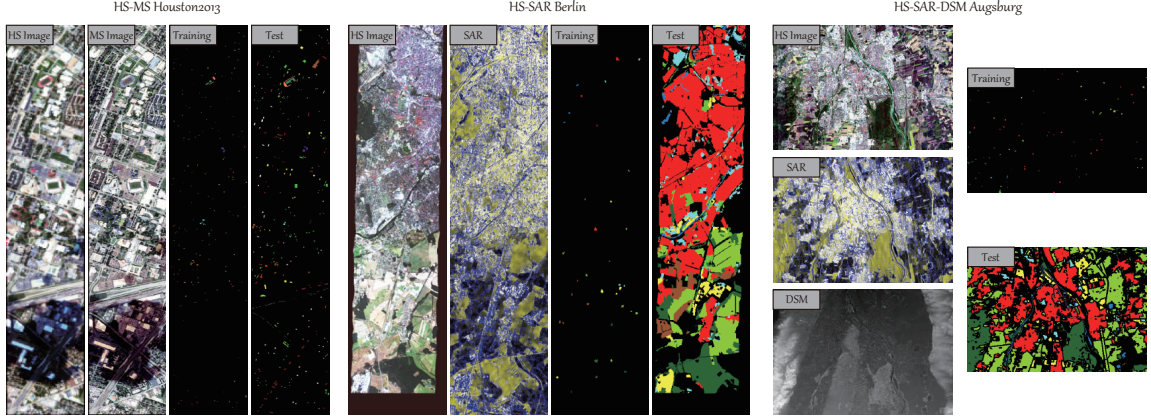 HS-MS Houston2013
HS Image
MS Image
Training
Test
HS-SAR Berlin
HS Image
SAR
Training
Test
HS-SAR-DSM Augsburg
HS Image
SAR
DSM
Training
Test